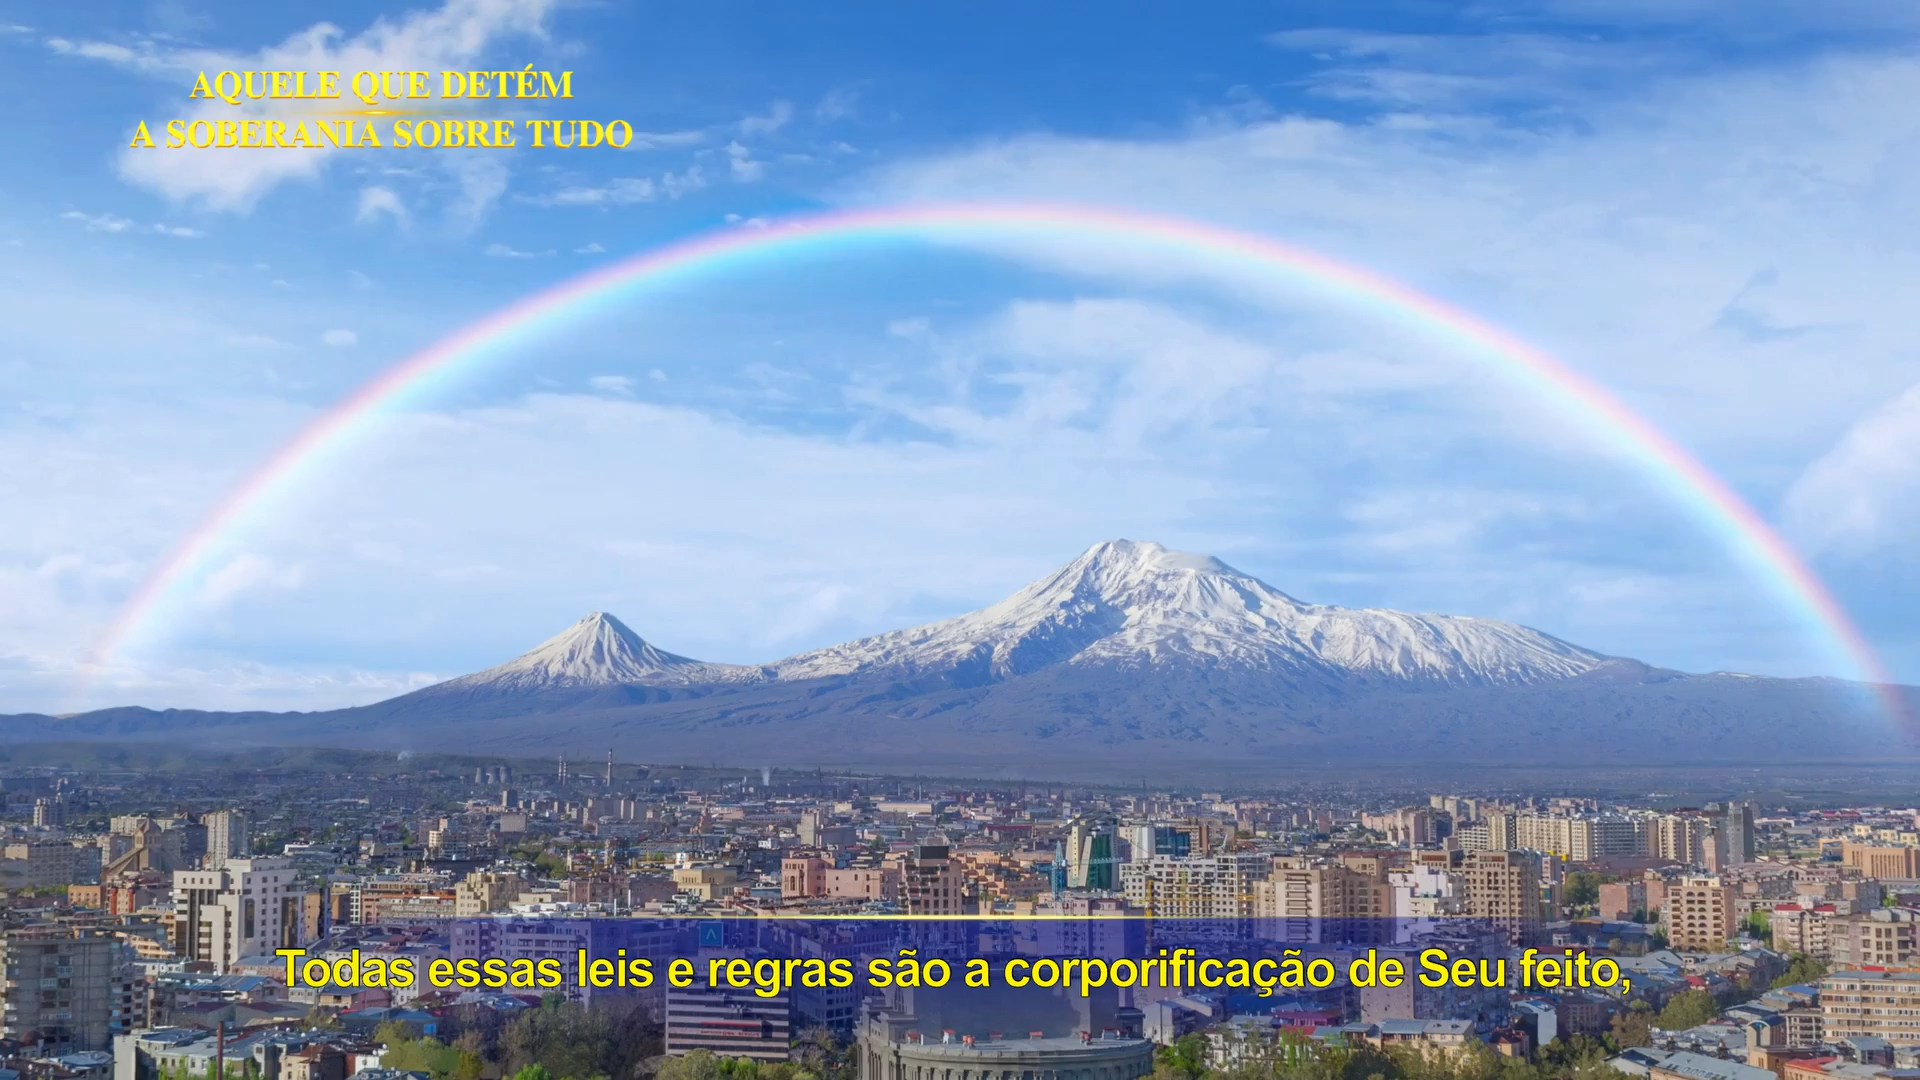 AQUELE QUE DETÉM
A SOBERANIA SOBRE TUDO
Todas essas leis e regras são a corporificação de Seu feito,